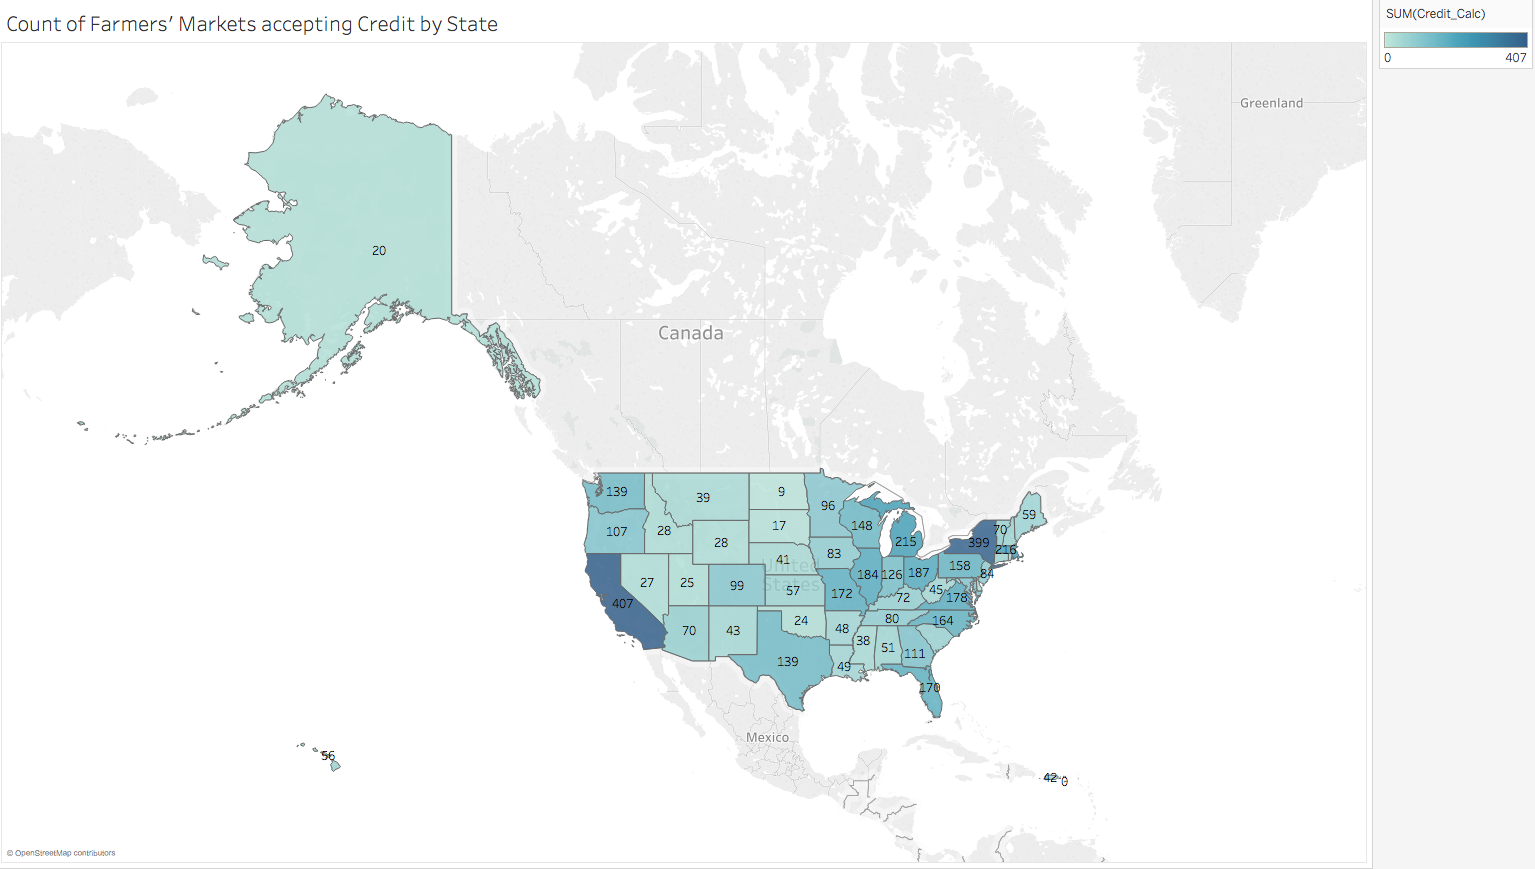 Count of Farmers' Markets accepting Credit by State
SUM(Credit_Calc)
0 407
Greenland
20
Canada
139 39 9 96 59
107 28 28 17 148 215 399 70 216
41 83
United
States
27 25 99 57 172 184 126 187 158 84
407 72 45 178
70 43 24 48 80 164
139 49 38 51 111
170
Mexico
56
42 0
© OpenStreetMap contributors